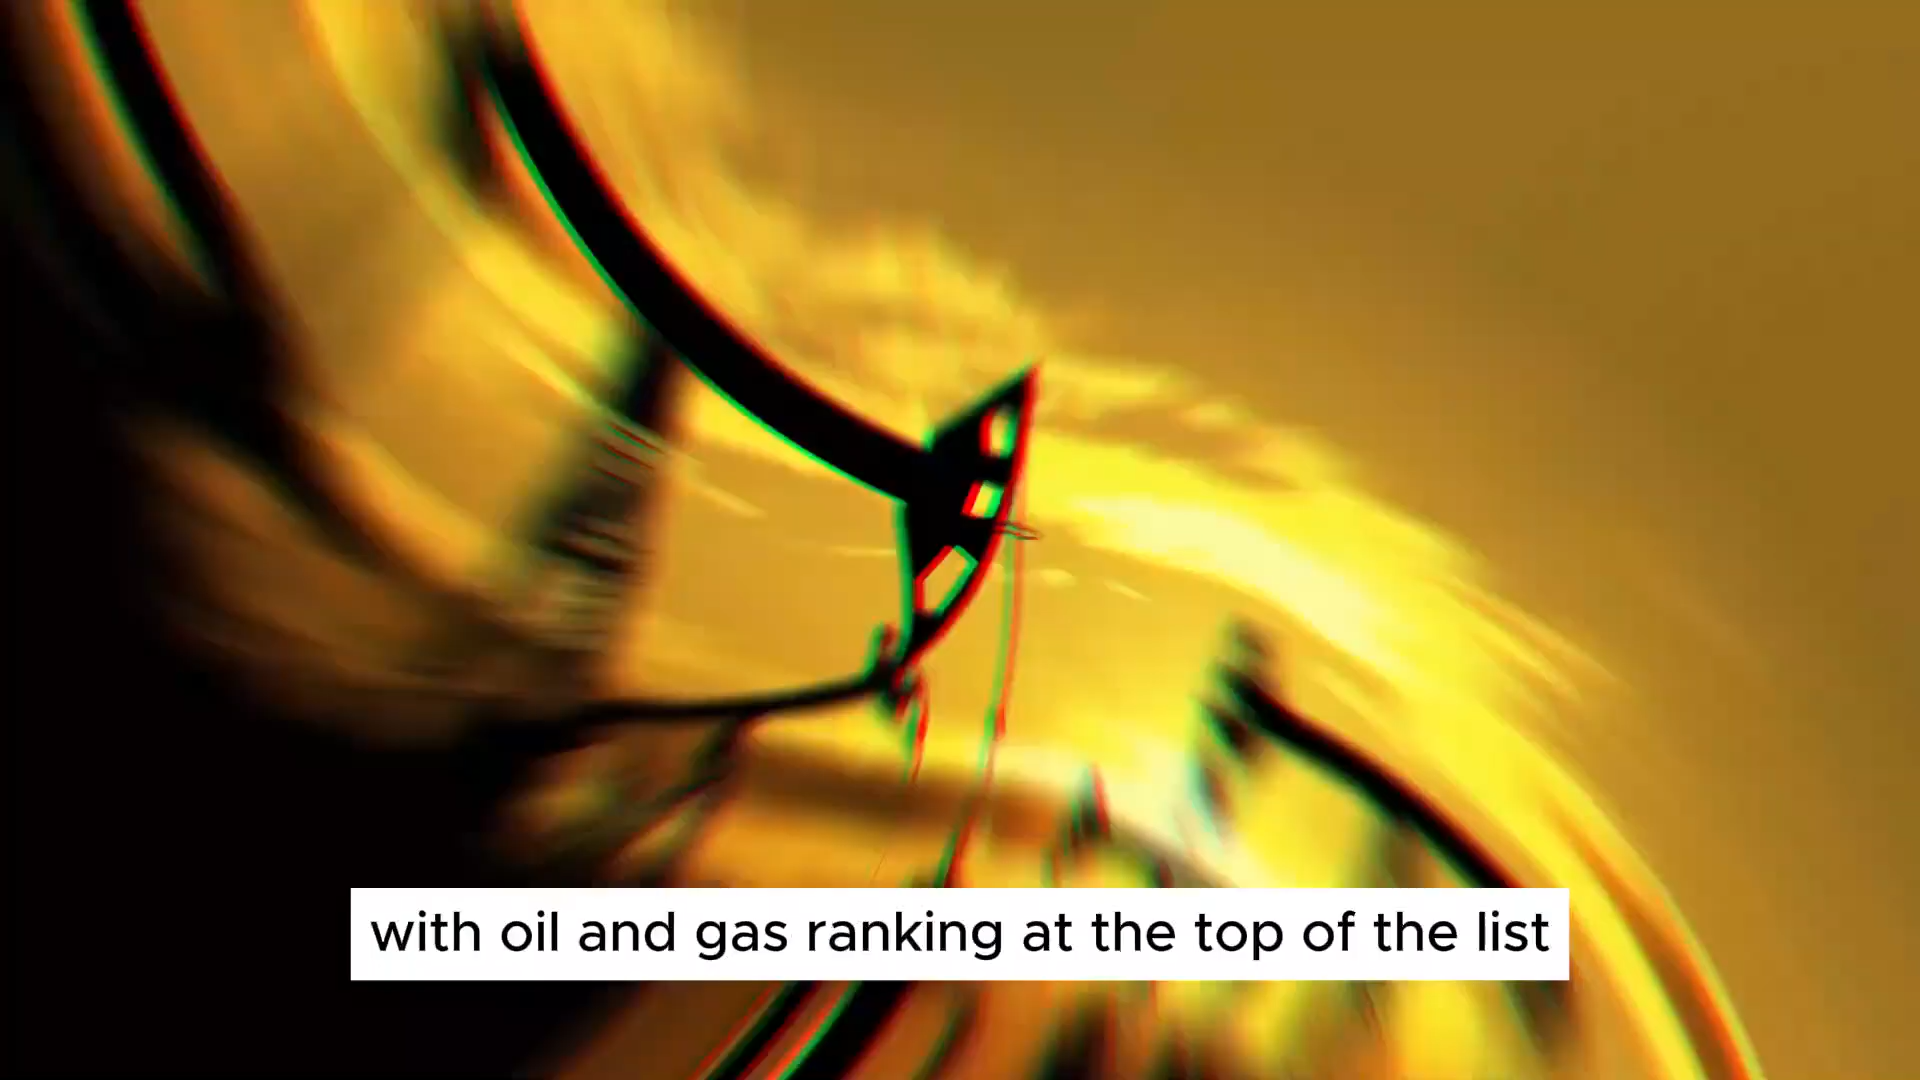 with oil and gas ranking at the top of the list